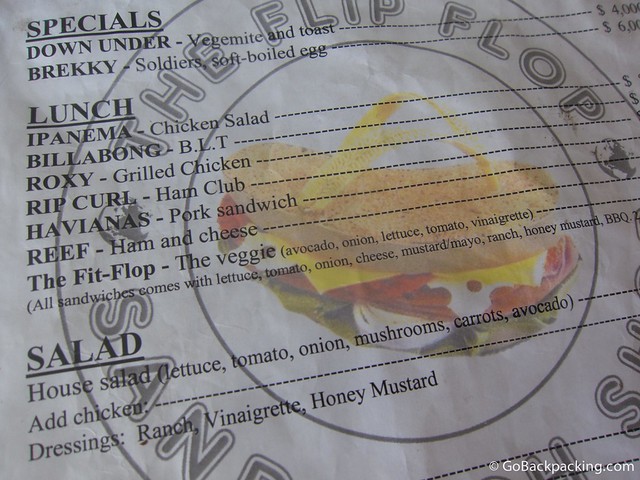 THE FLIP FLOP
SPECIALS
DOWN UNDER - Vegemite and toast $ 4,000
BREKKY - Soldiers, soft-boiled egg $ 6,00
LUNCH
IPANEMA - Chicken Salad $
BILLABONG - B.L.T $
ROXY - Grilled Chicken
RIP CURL - Ham Club
HAVIANAS - Pork sandwich
REEF - Ham and cheese
The Fit-Flop - The veggie (avocado, onion, lettuce, tomato, vinaigrette)
(All sandwiches comes with lettuce, tomato, onion, cheese, mustard/mayo, ranch, honey mustard, BBQ,
SALAD
House salad (lettuce, tomato, onion, mushrooms, carrots, avocado)
Add chicken:
Dressings: Ranch, Vinaigrette, Honey Mustard
SAND
SH
© GoBackpacking.com